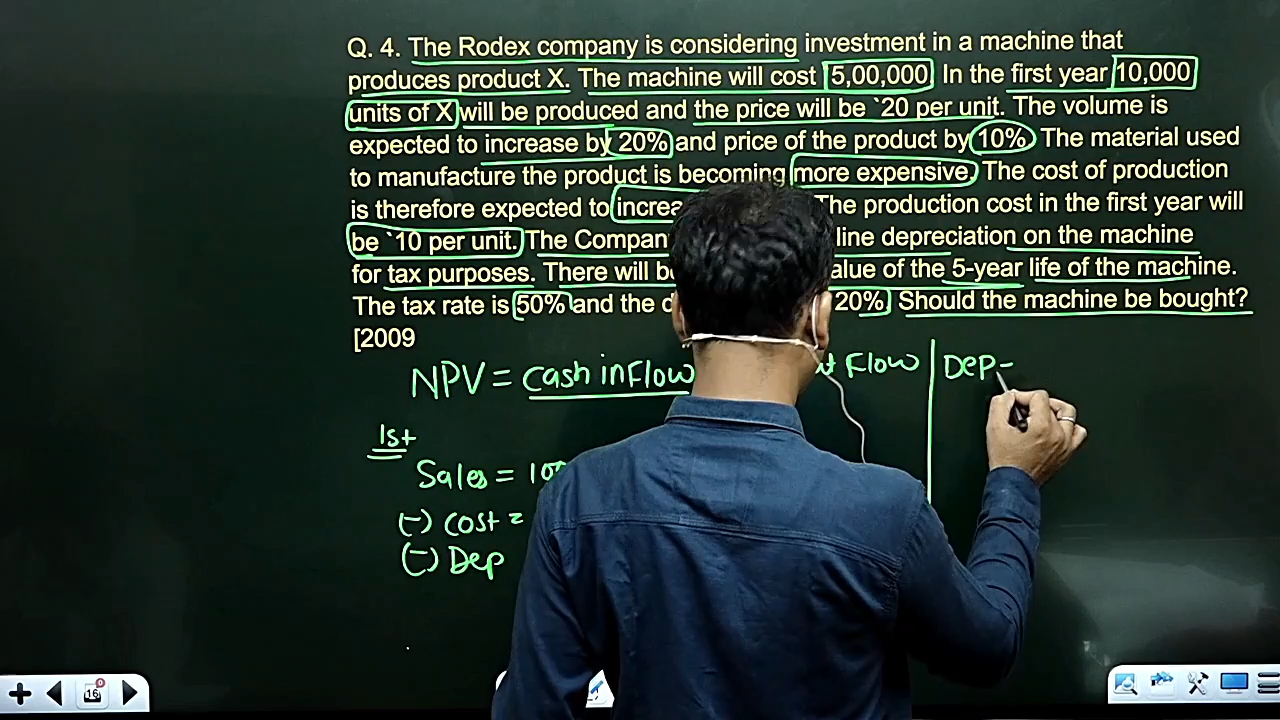 Q. 4. The Rodex company is considering investment in a machine that
produces product X. The machine will cost 5,00,000 In the first year 10,000
units of X will be produced and the price will be `20 per unit. The volume is
expected to increase by 20% and price of the product by 10%. The material used
to manufacture the product is becoming more expensive. The cost of production
is therefore expected to The production cost in the first year will
be `10 per unit. The line depreciation on the machine
for tax purposes. There will of the 5-year life of the machine.
The tax rate is 50% and the 20%. Should the machine be bought?
[2009
NPV = cash inflow Flow Dep-
1st
Sales =
(-) Cost =
(-) Dep
16